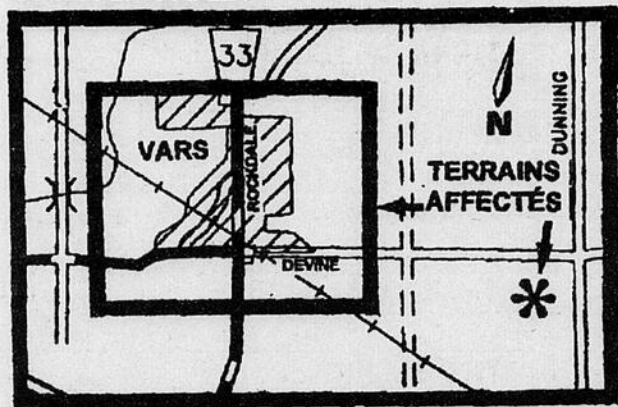 33
VARS
ROCKDALE
DEVINE
N
DUNNING
TERRAINS
AFFECTÉS